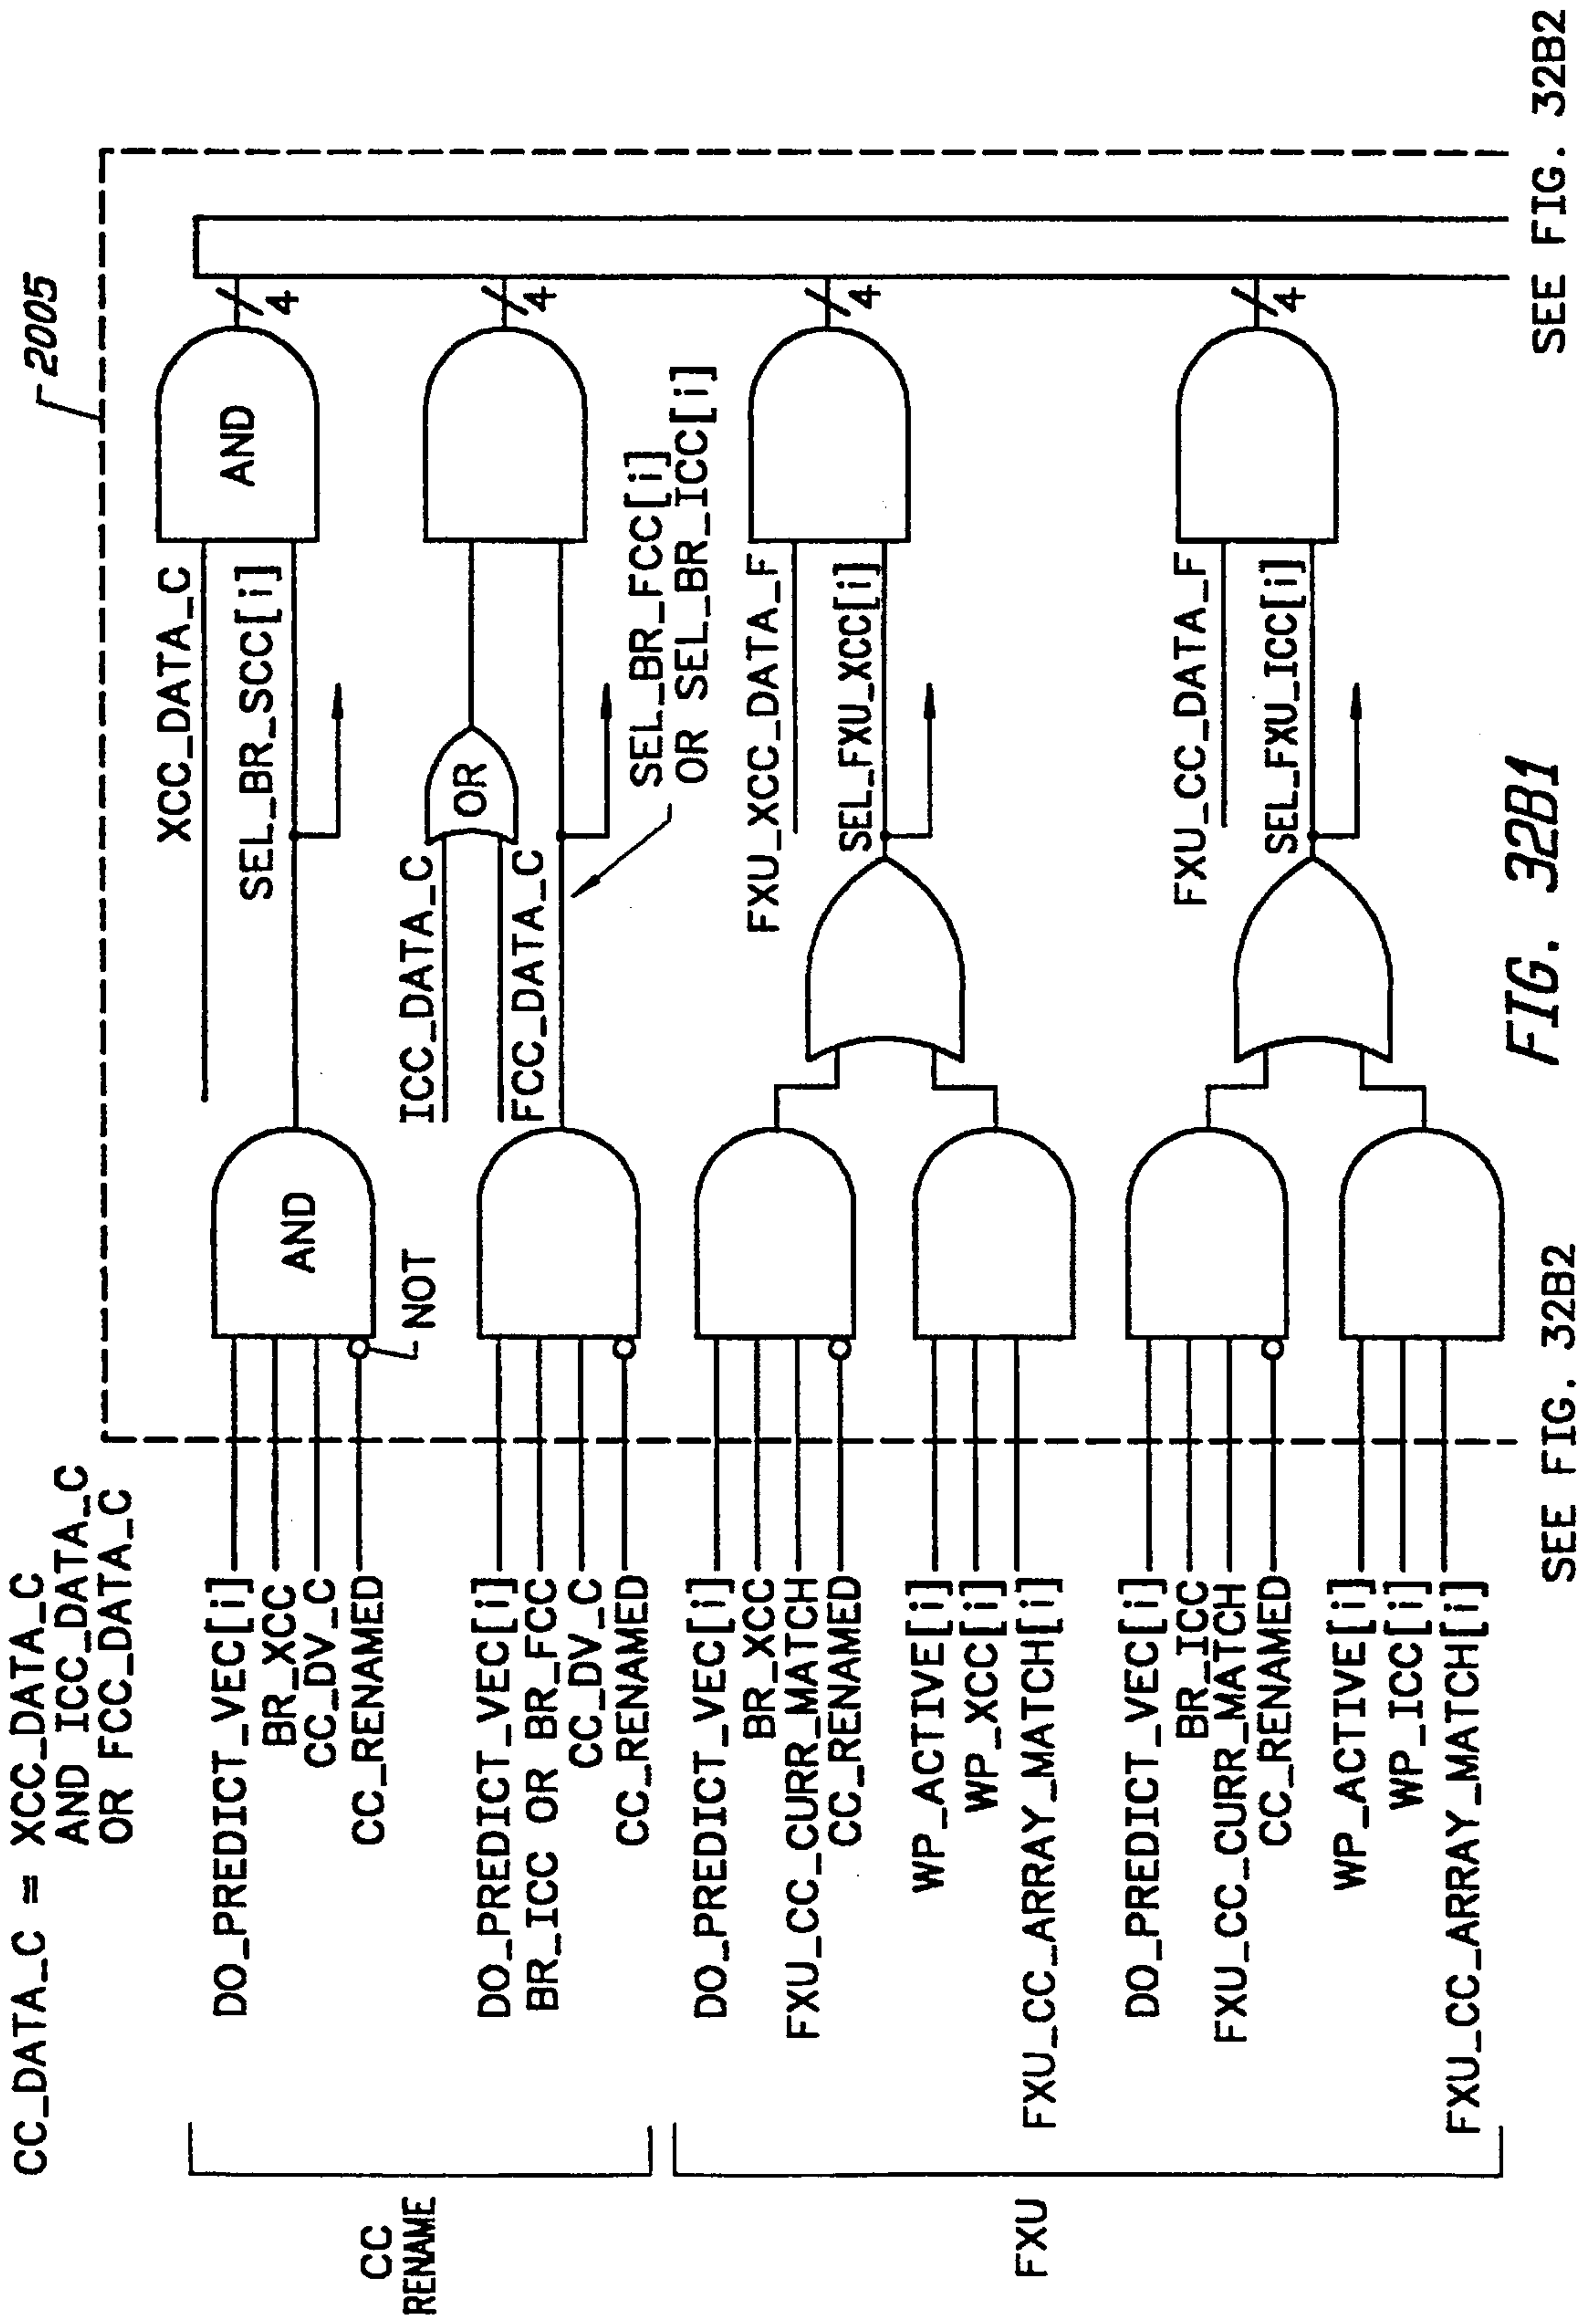 CC_DATA_C = XCC_DATA_C
AND ICC_DATA_C
OR FCC_DATA_C
2005
CC
RENAME
DO_PREDICT_VEC[i]
BR_XCC
CC_DV_C
CC_RENAMED
AND
NOT
XCC_DATA_C
SEL_BR_SCC[i]
AND
4
DO_PREDICT_VEC[i]
BR_ICC OR BR_FCC
CC_DV_C
CC_RENAMED
ICC_DATA_C
FCC_DATA_C
OR
SEL_BR_FCC[i]
OR SEL_BR_ICC[i]
4
FXU
DO_PREDICT_VEC[i]
BR_XCC
FXU_CC_CURR_MATCH
CC_RENAMED
WP_ACTIVE[i]
WP_XCC[i]
FXU_CC_ARRAY_MATCH[i]
FXU_XCC_DATA_F
SEL_FXU_XCC[i]
4
DO_PREDICT_VEC[i]
BR_ICC
FXU_CC_CURR_MATCH
CC_RENAMED
WP_ACTIVE[i]
WP_ICC[i]
FXU_CC_ARRAY_MATCH[i]
FXU_CC_DATA_F
SEL_FXU_ICC[i]
4
SEE FIG. 32B2
SEE FIG. 32B2
FIG. 32B1